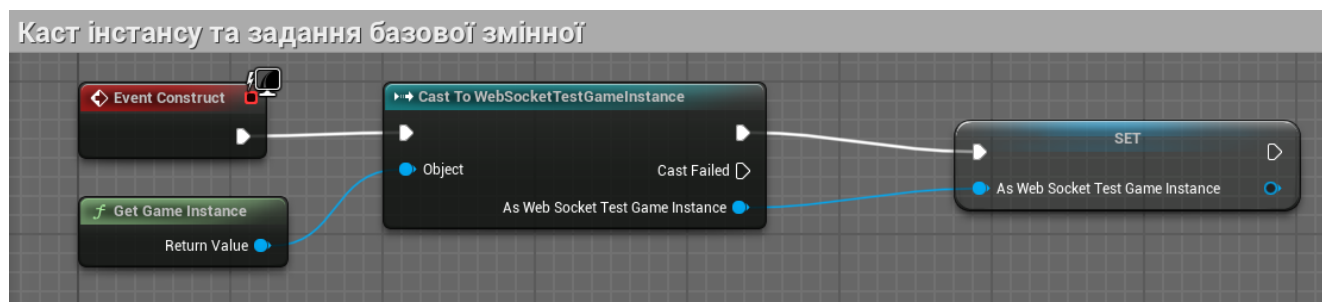 Каст інстансу та задання базової змінної
Event Construct
Cast To WebSocketTestGameInstance
SET
Object
Cast Failed
As Web Socket Test Game Instance
As Web Socket Test Game Instance
f Get Game Instance
Return Value